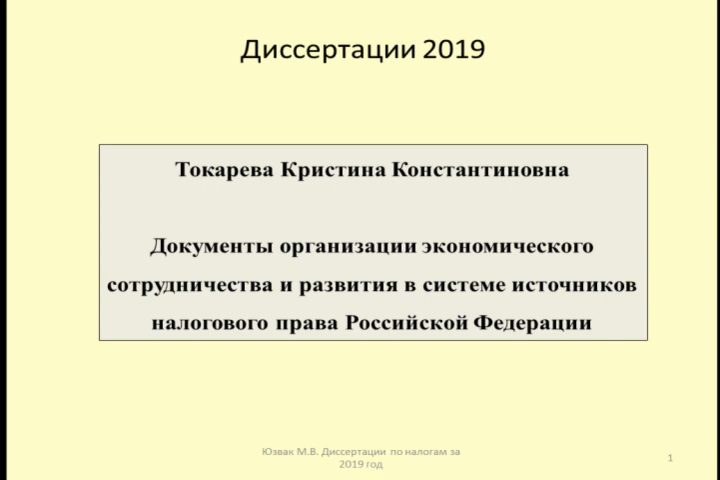 Диссертации 2019
Токарева Кристина Константиновна
Документы организации экономического
сотрудничества и развития в системе источников
налогового права Российской Федерации
Юзвак М.В. Диссертации по налогам за
2019 год
1